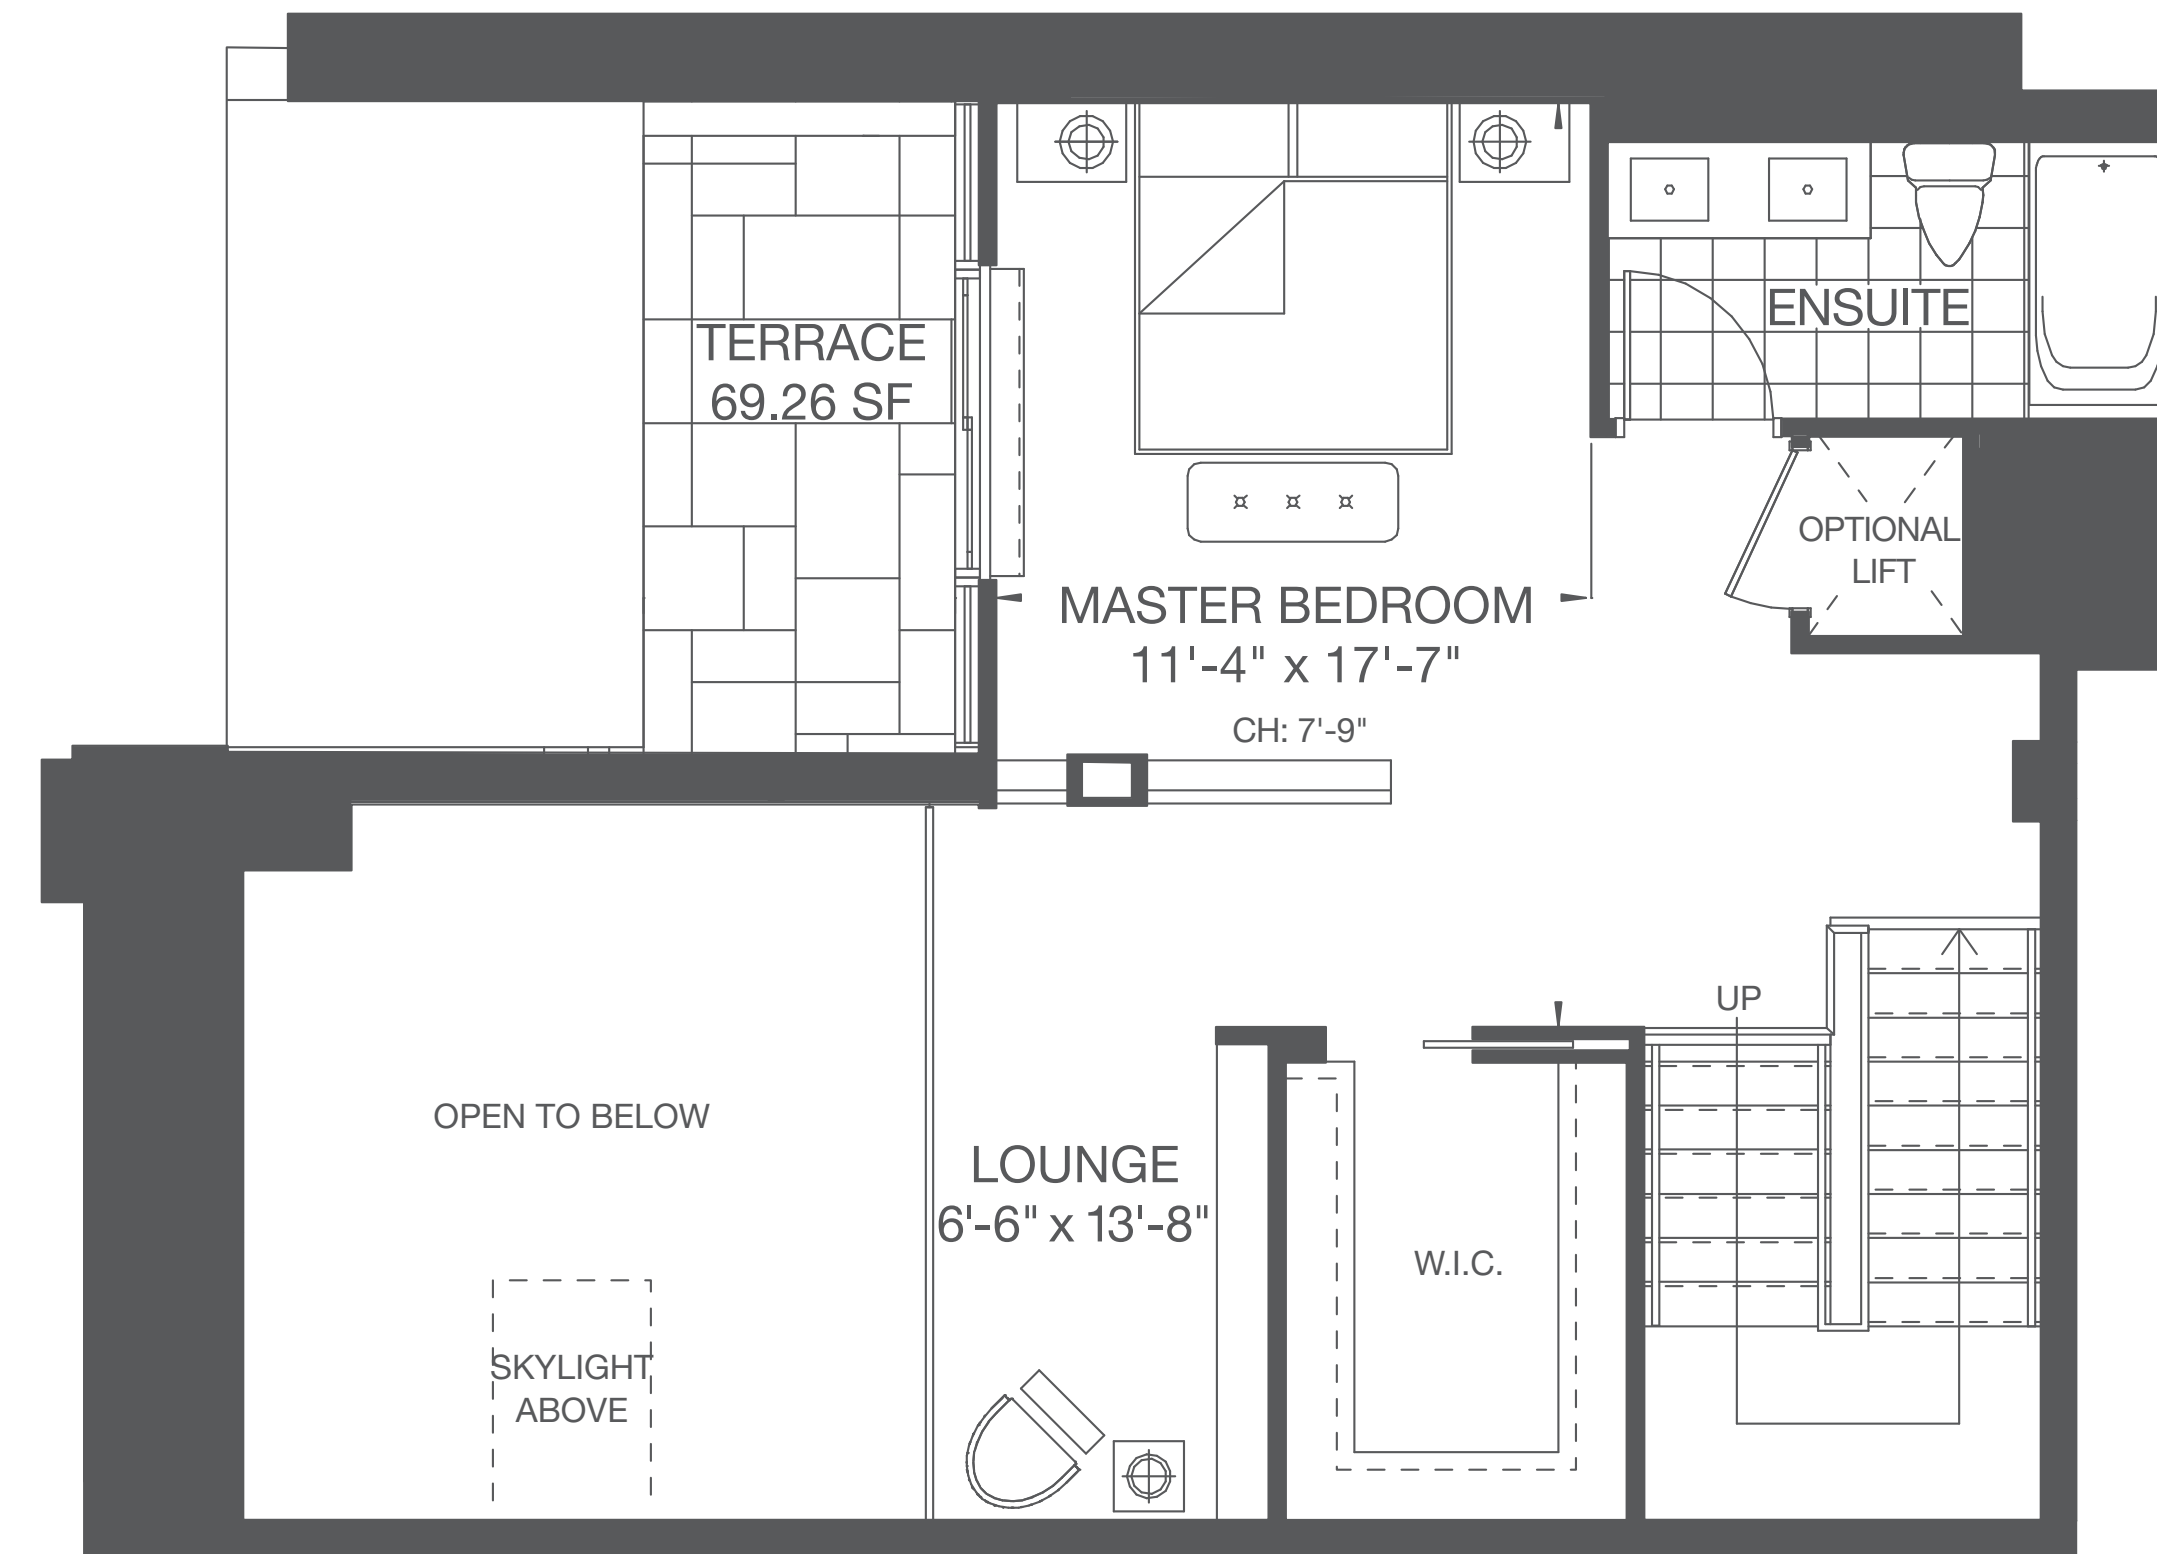 TERRACE
69.26 SF
ENSUITE
OPTIONAL
LIFT
MASTER BEDROOM
11'-4" x 17'-7"
CH: 7'-9"
UP
OPEN TO BELOW
LOUNGE
6'-6" x 13'-8"
W.I.C.
SKYLIGHT
ABOVE